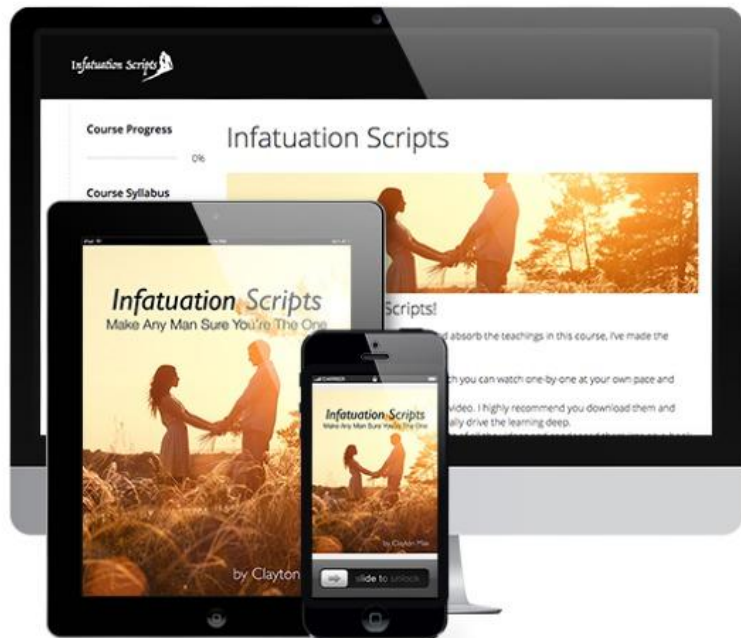 Infatuation Scripts
Course Progress
0%
Course Syllabus
Infatuation Scripts
Scripts!
absorb the teachings in this course, I've made the
you can watch one-by-one at your own pace and
video. I highly recommend you download them and
drive the learning deep.
iPad
Infatuation Scripts
Make Any Man Sure You're The One
by Clayton
CARRIER
Infatuation Scripts
Make Any Man Sure You're The One
by Clayton Max
slide to unlock